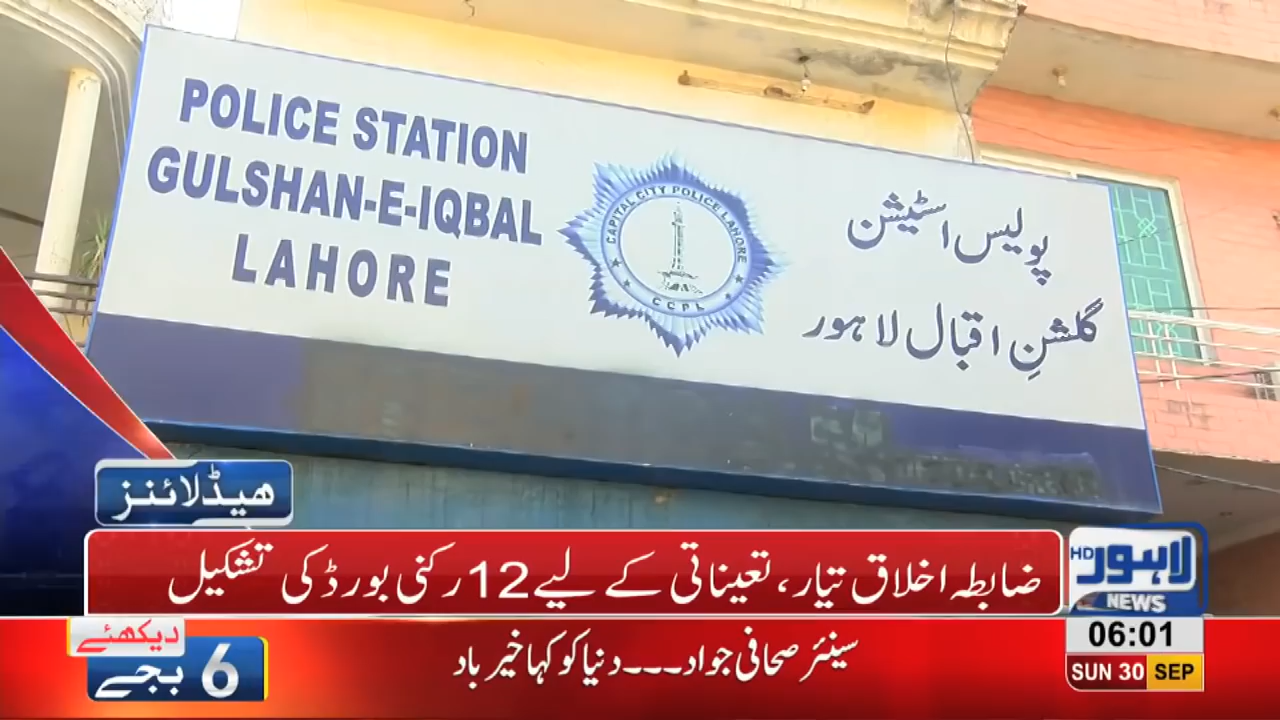 POLICE STATION
GULSHAN-E-IQBAL
LAHORE
CAPITAL CITY POLICE LAHORE
CCPL
پولیس اسٹیشن
گلشنِ اقبال لاہور
ھیڈلائنز
ضابطہ اخلاق تیار، تعیناتی کے لیے 12 رکنی بورڈ کی تشکیل
HD لاہور
NEWS
دیکھئے
6 بجے
سینئر صحافی جواد۔۔۔ دنیا کو کہا خیر باد
06:01
SUN 30 SEP